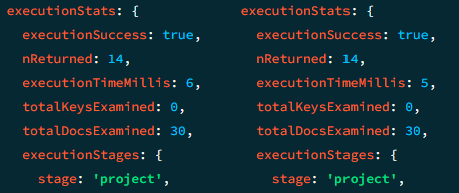 executionStats: {
executionSuccess: true,
nReturned: 14,
executionTimeMillis: 6,
totalKeysExamined: 0,
totalDocsExamined: 30,
executionStages: {
stage: 'project',
executionStats: {
executionSuccess: true,
nReturned: 14,
executionTimeMillis: 5,
totalKeysExamined: 0,
totalDocsExamined: 30,
executionStages: {
stage: 'project',